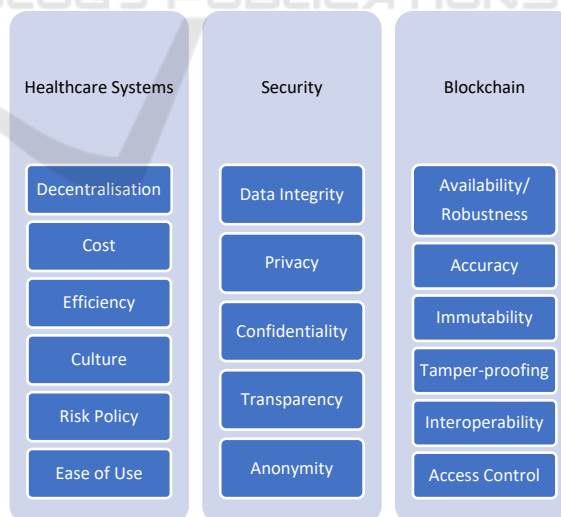 Healthcare Systems
Decentralisation
Cost
Efficiency
Culture
Risk Policy
Ease of Use
Security
Data Integrity
Privacy
Confidentiality
Transparency
Anonymity
Blockchain
Availability/
Robustness
Accuracy
Immutability
Tamper-proofing
Interoperability
Access Control